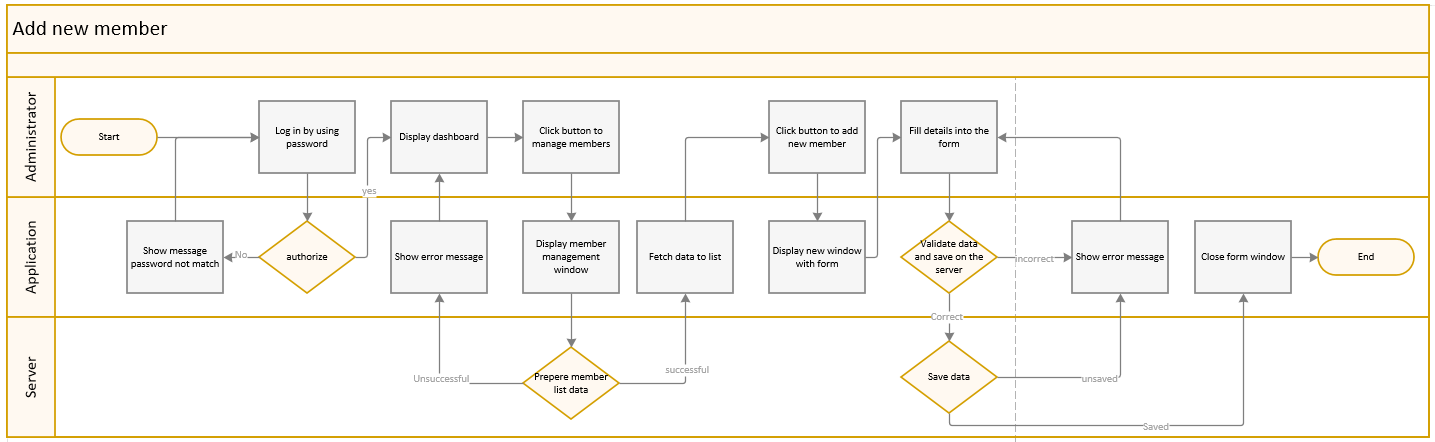 Add new member
Administrator
Start
Log in by using
password
Display dashboard
Click button to
manage members
Click button to add
new member
Fill details into the
form
yes
Application
Show message
password not match
No
authorize
Show error message
Display member
management
window
Fetch data to list
Display new window
with form
Validate data
and save on the
server
incorrect
Show error message
Close form window
End
Correct
Server
Unsuccessful
Prepere member
list data
successful
Save data
unsaved
Saved